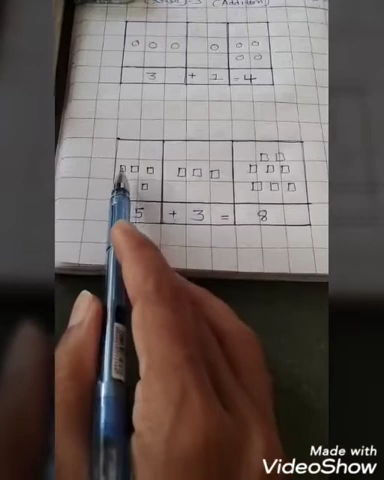 (Addition)
3 + 1 = 4
5 + 3 = 8
Made with
VideoShow